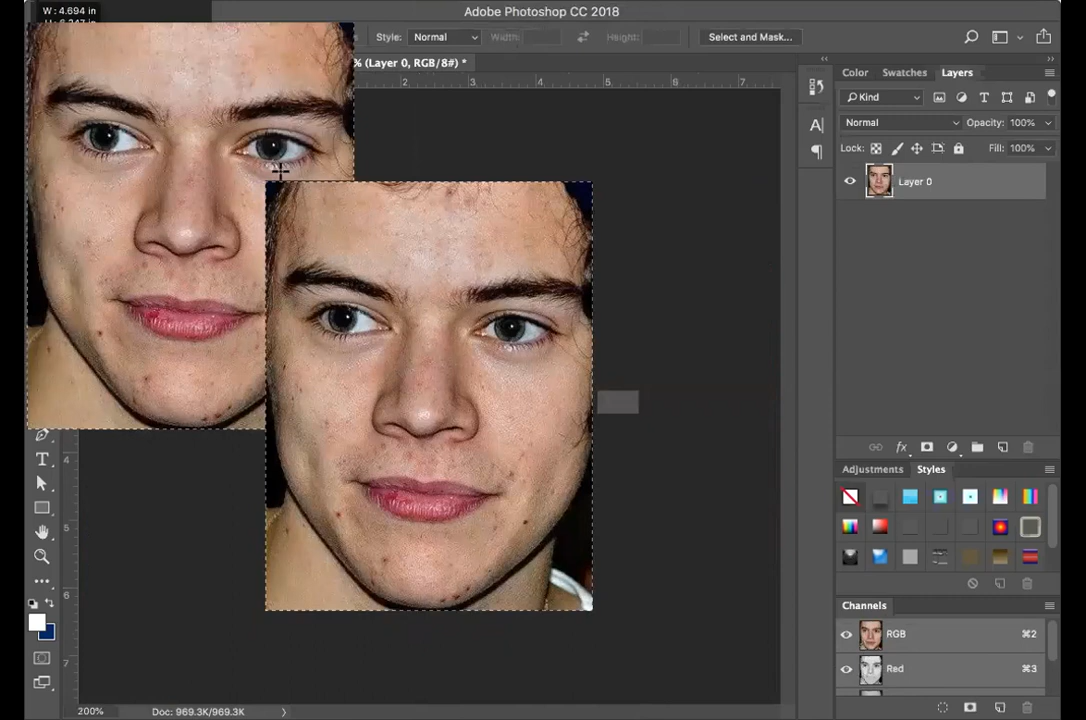 W : 4.694 in
Adobe Photoshop CC 2018
Style: Normal Width: Height: Select and Mask...
% (Layer 0, RGB/8#) *
2 3 4 5 6 7
Color Swatches Layers
Kind
Normal Opacity: 100%
Lock: Fill: 100%
Layer 0
fx
A
T
4
5
6
7
Adjustments Styles
Channels
RGB ⌘2
Red ⌘3
200% Doc: 969.3K/969.3K